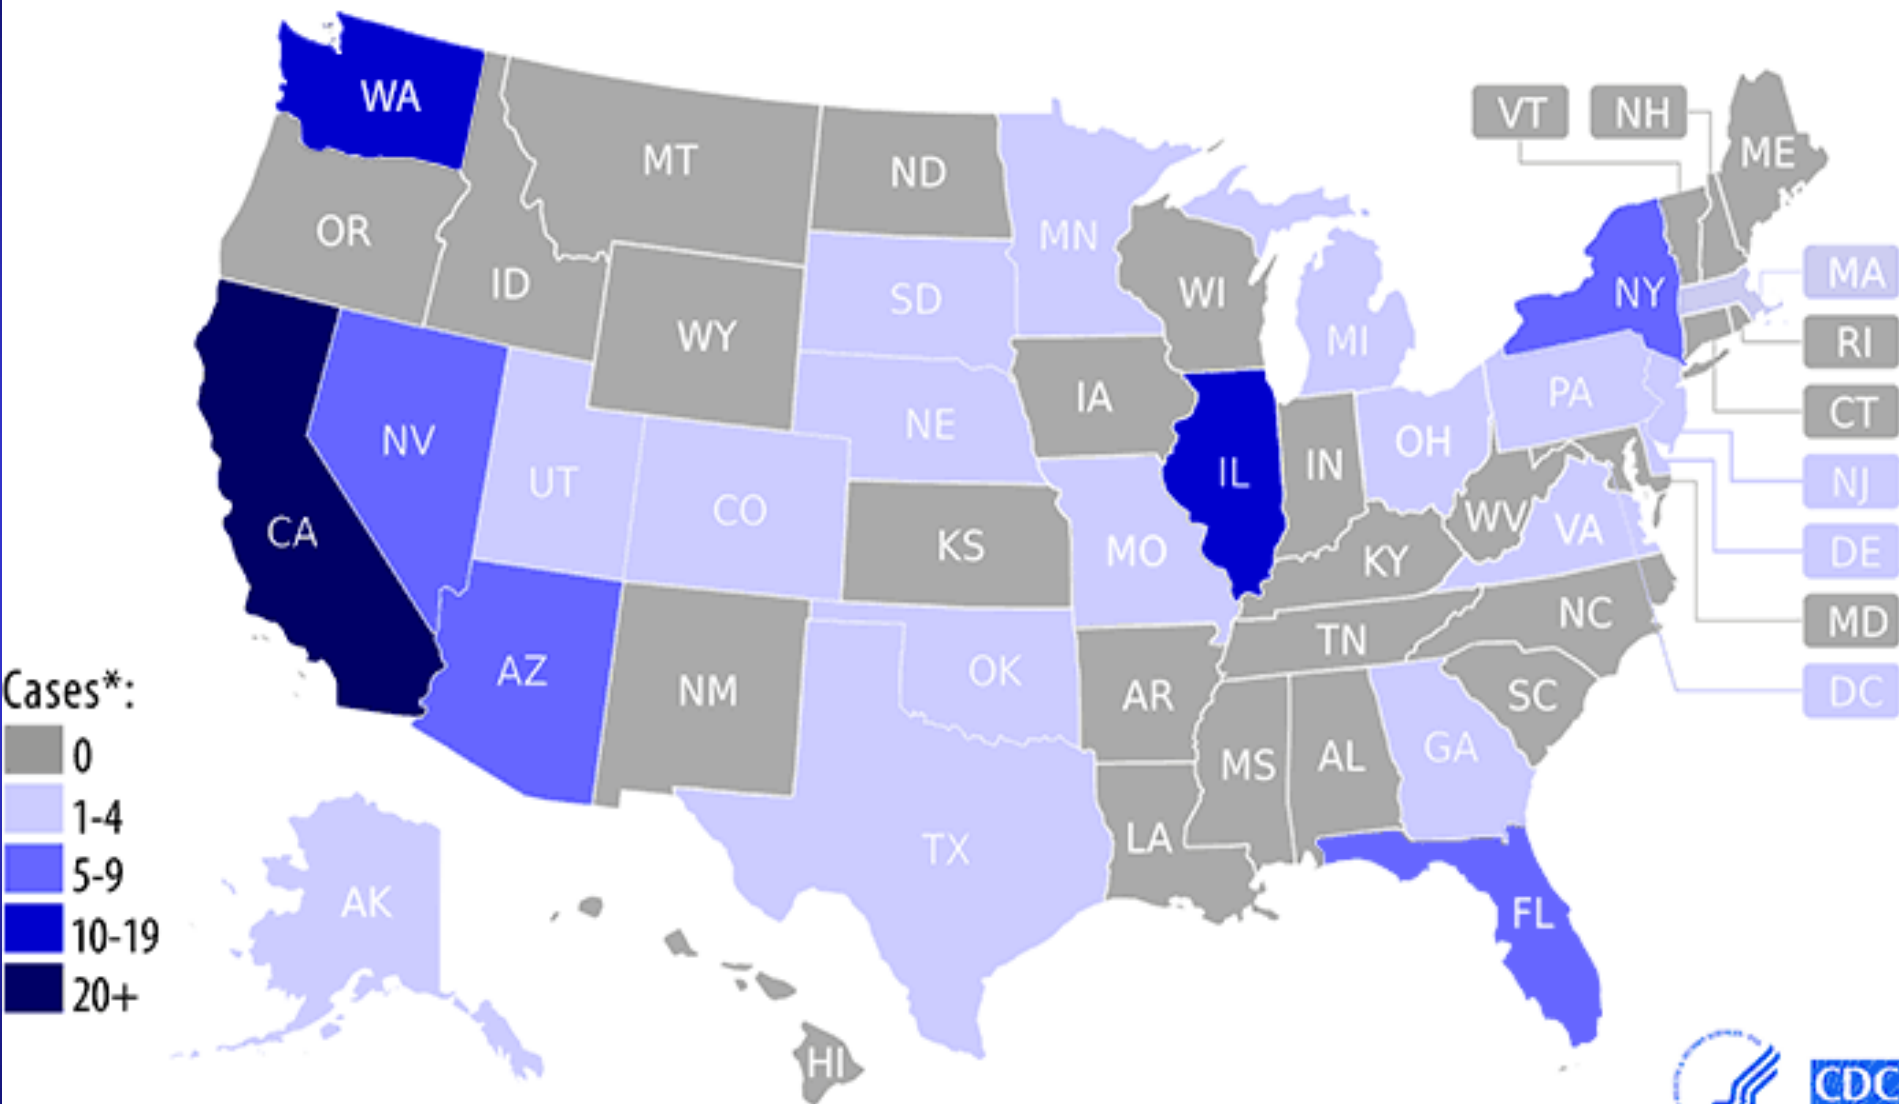 WA
MT
ND
MN
VT
NH
ME
OR
ID
WY
SD
WI
MI
NY
MA
RI
CT
NV
UT
CO
NE
IA
IL
IN
OH
PA
NJ
CA
KS
MO
KY
WV
VA
DE
MD
DC
AZ
NM
OK
AR
TN
NC
SC
TX
LA
MS
AL
GA
FL
AK
HI
Cases*:
0
1-4
5-9
10-19
20+
CDC